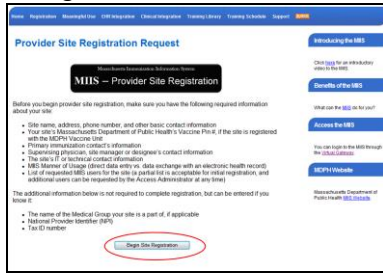 Home Registration Meaningful Use EHR Integration Clinical Integration Training Library Training Schedule Support
Provider Site Registration Request
Massachusetts Immunization Information System
MIIS – Provider Site Registration
Before you begin provider site registration, make sure you have the following required information
about your site:
Site name, address, phone number, and other basic contact information
Your site's Massachusetts Department of Public Health's Vaccine Pin #, if the site is registered
with the MDPH Vaccine Unit
Primary immunization contact's information
Supervising physician, site manager or designee's contact information
The site's IT or technical contact information
MIIS Manner of Usage (direct data entry vs. data exchange with an electronic health record)
List of requested MIIS users for the site (a partial list is acceptable for initial registration, and
additional users can be requested by the Access Administrator at any time)
The additional information below is not required to complete registration, but can be entered if you
know it:
The name of the Medical Group your site is a part of, if applicable
National Provider Identifier (NPI)
Tax ID number
Begin Site Registration
Introducing the MIIS
Click here for an introductory
video to the MIIS
Benefits of the MIIS
What can the MIIS do for you?
Access the MIIS
You can login to the MIIS through
the Virtual Gateway.
MDPH Website
Massachusetts Department of
Public Health MIIS Website.